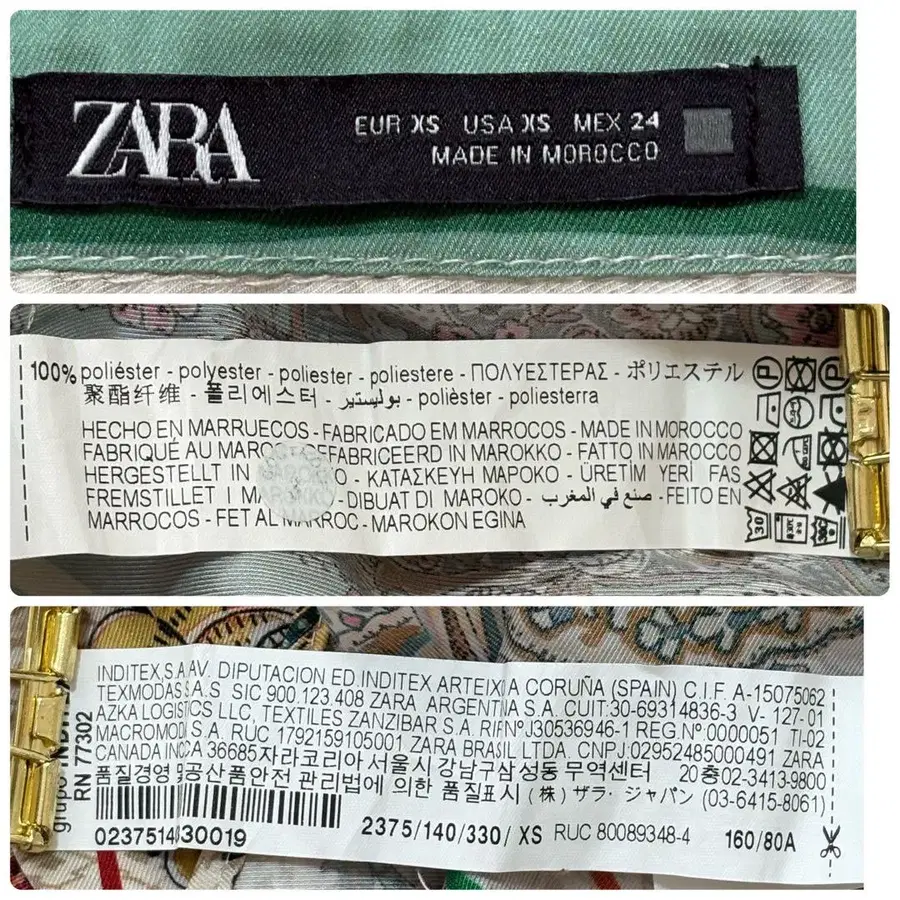 ZARA
EUR XS USA XS MEX 24
MADE IN MOROCCO
100% poliéster - polyester - poliester - poliestere - ΠΟΛΥΕΣΤΕΡΑΣ - ポリエステル
聚酯纤维 - 폴리에스터 - بوليستير - polièster - poliesterra
HECHO EN MARRUECOS - FABRICADO EM MARROCOS - MADE IN MOROCCO
FABRIQUÉ AU MAROC - GEFABRICEERD IN MAROKKO - FATTO IN MAROCCO
HERGESTELLT IN MAROKKO - ΚΑΤΑΣΚΕΥΗ ΜΑΡΟΚΟ - ÜRETİM YERİ FAS
FREMSTILLET I MAROKKO - DIBUAT DI MAROKO - صنع في المغرب - FEITO EN
MARROCOS - FET AL MARROC - MAROKON EGINA
30
RN 77302
INDITEX,S.A. AV. DIPUTACION ED.INDITEX ARTEIXO A CORUÑA (SPAIN) C.I.F. A-15075062
TEXMODAS S.A.S SIC 900.123.408 ZARA ARGENTINA S.A. CUIT:30-69314836-3 V- 127-01
AZKA LOGISTICS LLC, TEXTILES ZANZIBAR S.A. RIFNº J30536946-1 REG.Nº:0000051 TI-02
MACROMODA S.A. RUC 1792159105001 ZARA BRASIL LTDA. CNPJ:02952485000491 ZARA
CANADA INC CA 36685 자라코리아 서울시 강남구 삼성동 무역센터 20층 02-3413-9800
품질경영 공산품안전 관리법에 의한 품질표시 (株) ザラ・ジャパン (03-6415-8061)
2375/140/330/ XS RUC 80089348-4 160/80A